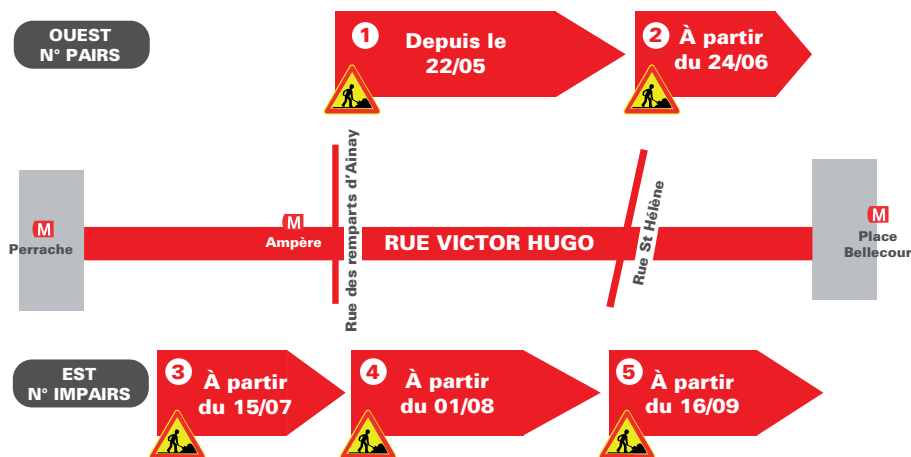 OUEST
N° PAIRS
1
Depuis le
22/05
2
À partir
du 24/06
Rue des remparts d'Ainay
Rue St Hélène
M
Perrache
M
Ampère
RUE VICTOR HUGO
M
Place
Bellecour
EST
N° IMPAIRS
3
À partir
du 15/07
4
À partir
du 01/08
5
À partir
du 16/09